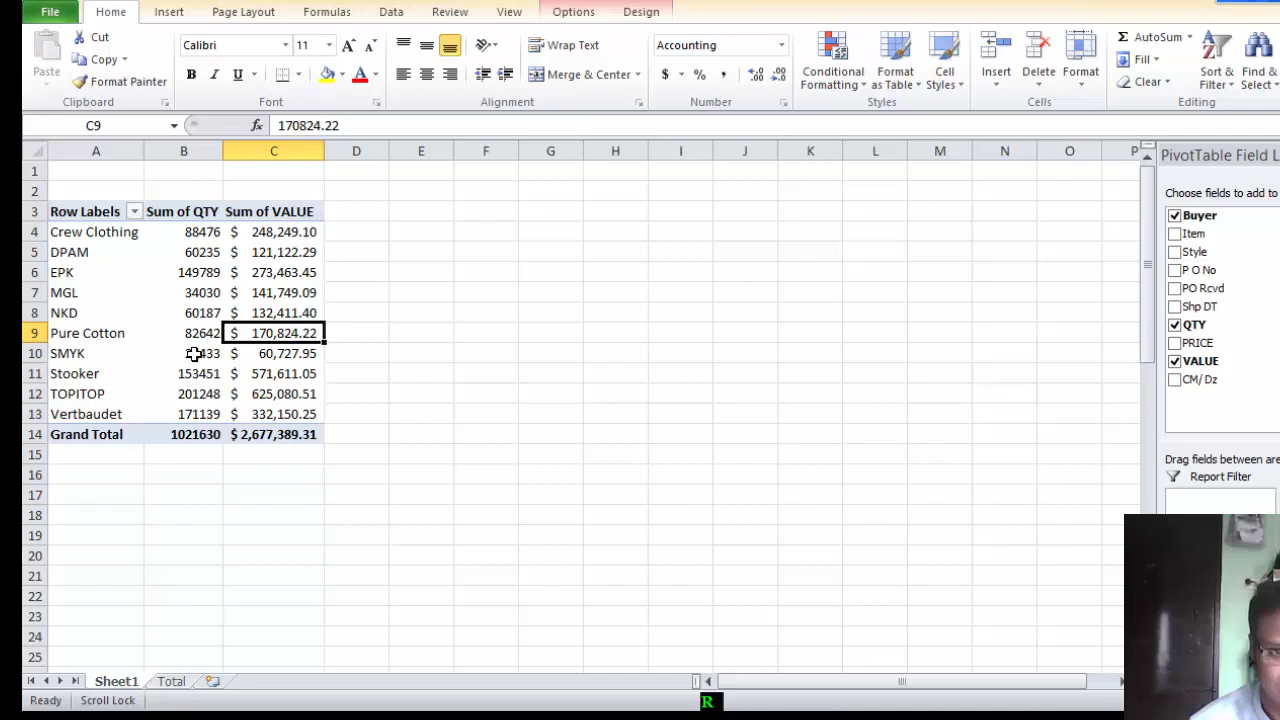 File Home Insert Page Layout Formulas Data Review View Options Design
Paste Cut Copy Format Painter Clipboard
Calibri 11 A A B I U A Font
Wrap Text Merge & Center Alignment
Accounting $ % , Number
Conditional Formatting Format as Table Cell Styles Styles
Insert Delete Format Cells
AutoSum Fill Clear Sort & Filter Find & Select Editing
C9 fx 170824.22
A B C D E F G H I J K L M N O P
1
2
3 Row Labels Sum of QTY Sum of VALUE
4 Crew Clothing 88476 $ 248,249.10
5 DPAM 60235 $ 121,122.29
6 EPK 149789 $ 273,463.45
7 MGL 34030 $ 141,749.09
8 NKD 60187 $ 132,411.40
9 Pure Cotton 82642 $ 170,824.22
10 SMYK $ 60,727.95
11 Stooker 153451 $ 571,611.05
12 TOPITOP 201248 $ 625,080.51
13 Vertbaudet 171139 $ 332,150.25
14 Grand Total 1021630 $ 2,677,389.31
15
16
17
18
19
20
21
22
23
24
25
PivotTable Field L
Choose fields to add to
Buyer
Item
Style
P O No
PO Rcvd
Shp DT
QTY
PRICE
VALUE
CM/ Dz
Drag fields between are
Report Filter
Sheet1 Total
Ready Scroll Lock
R